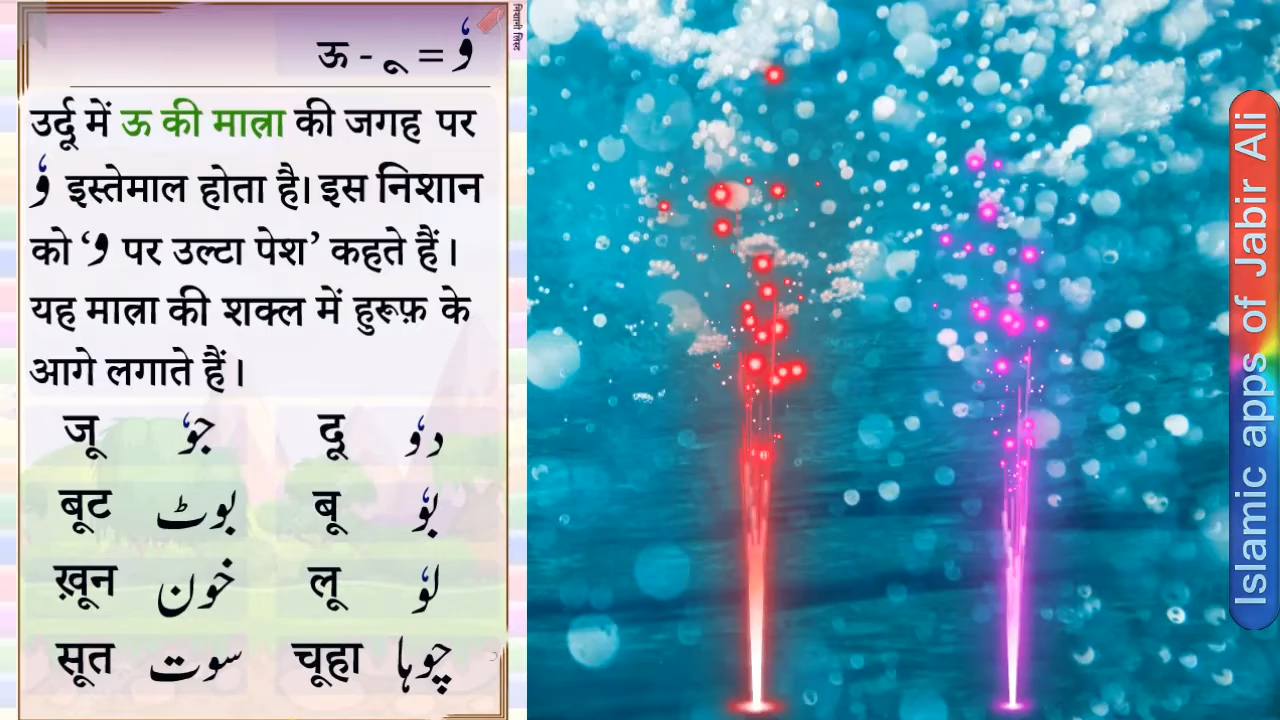 ऊ - ـو = وٗ
निशानी लिस्ट
उर्दू में ऊ की मात्रा की जगह पर
وٗ इस्तेमाल होता है। इस निशान
को ‘و पर उल्टा पेश’ कहते हैं।
यह मात्रा की शक्ल में हुरूफ़ के
आगे लगाते हैं।
जू جوٗ दू دوٗ
बूट بوٹ बू بوٗ
ख़ून خون लू لوٗ
सूत سوت चूहा چوہا
Islamic apps of Jabir Ali